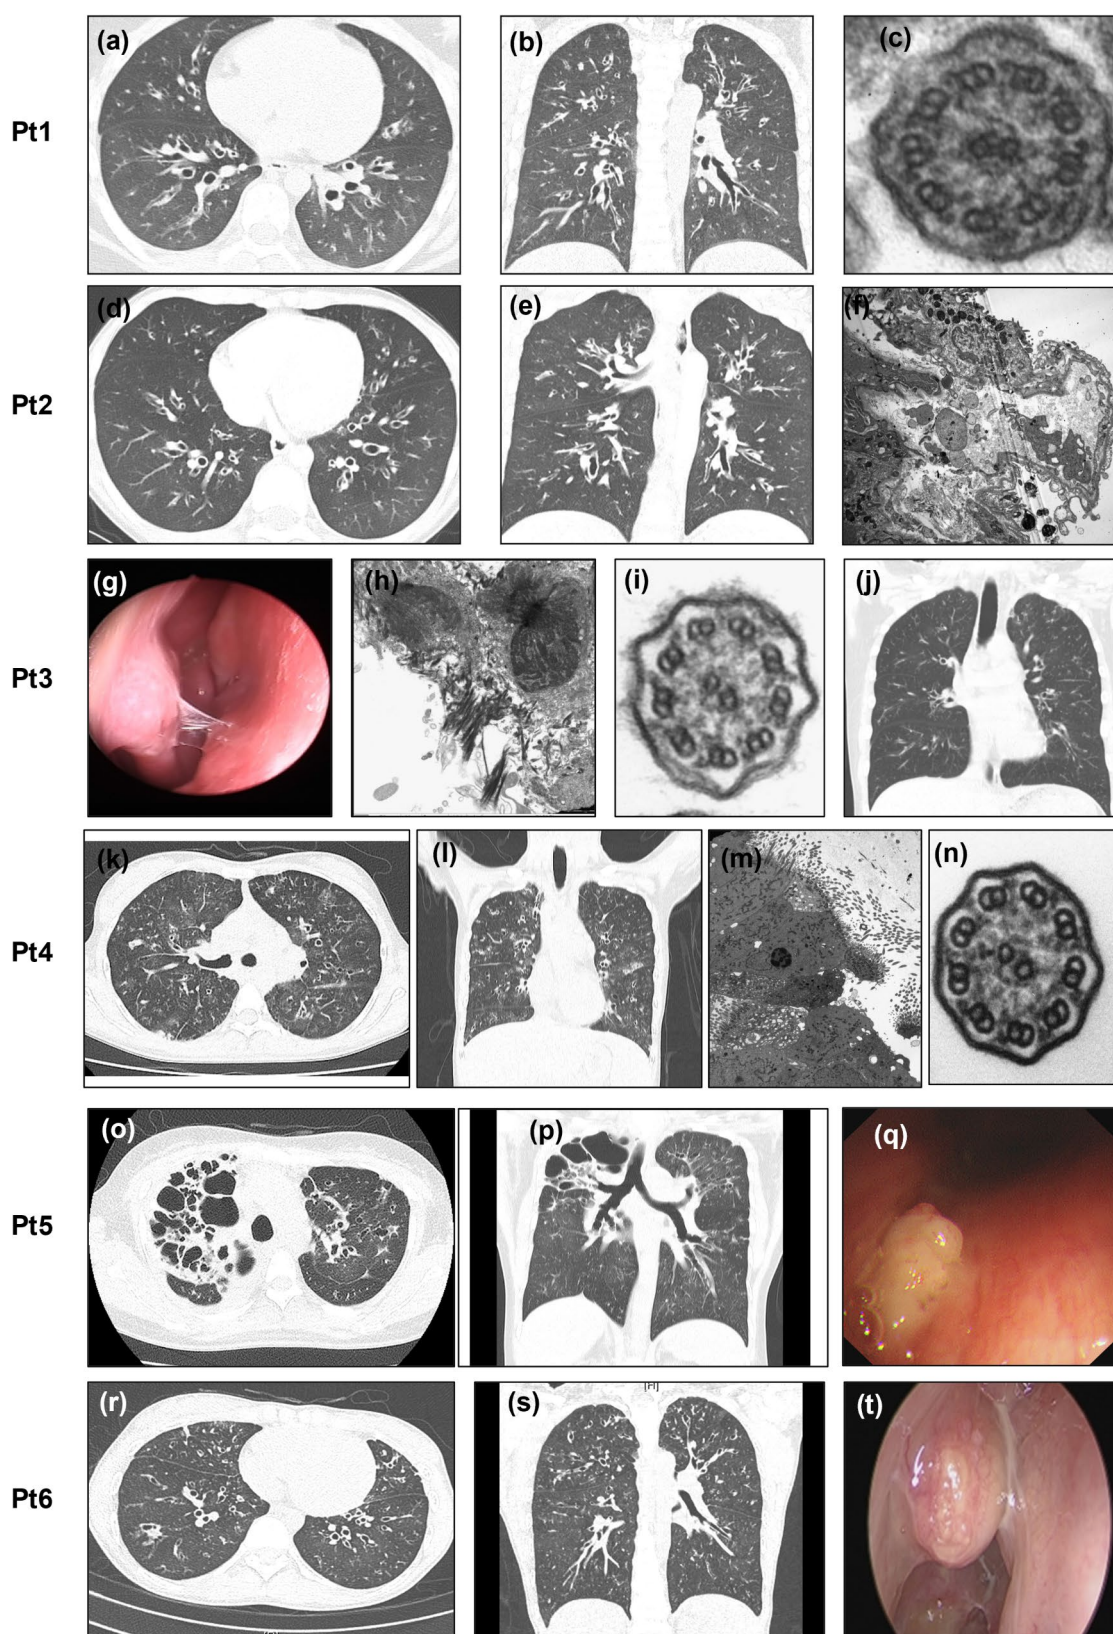 (a) (b) (c)
Pt1
(d) (e) (f)
Pt2
(g) (h) (i) (j)
Pt3
(k) (l) (m) (n)
Pt4
(o) (p) (q)
Pt5
(r) (s) (t)
Pt6